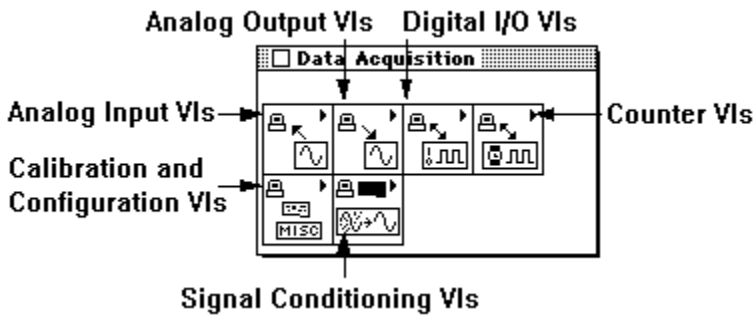 Analog Output VIs Digital I/O VIs
Data Acquisition
Analog Input VIs
Counter VIs
Calibration and
Configuration VIs
MISC
Signal Conditioning VIs